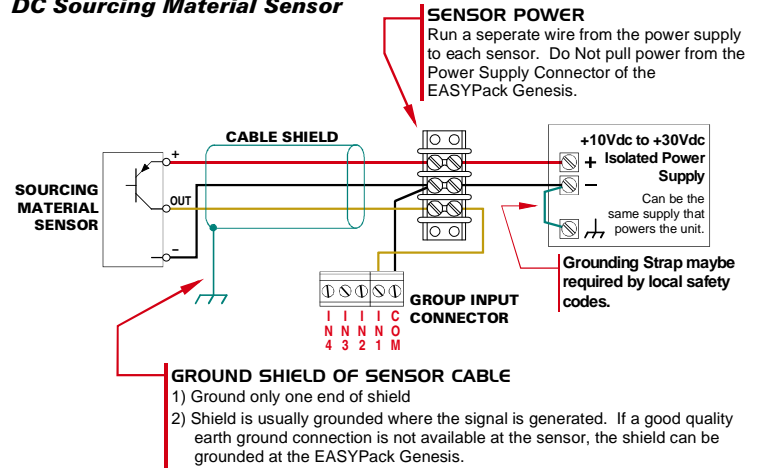 DC Sourcing Material Sensor
SENSOR POWER
Run a seperate wire from the power supply
to each sensor. Do Not pull power from the
Power Supply Connector of the
EASYPack Genesis.
CABLE SHIELD
+10Vdc to +30Vdc
Isolated Power
Supply
Can be the
same supply that
powers the unit.
+
–
SOURCING
MATERIAL
SENSOR
+
OUT
–
Grounding Strap maybe
required by local safety
codes.
GROUP INPUT
CONNECTOR
IN4
IN3
IN2
IN1
COM
GROUND SHIELD OF SENSOR CABLE
1) Ground only one end of shield
2) Shield is usually grounded where the signal is generated. If a good quality
earth ground connection is not available at the sensor, the shield can be
grounded at the EASYPack Genesis.